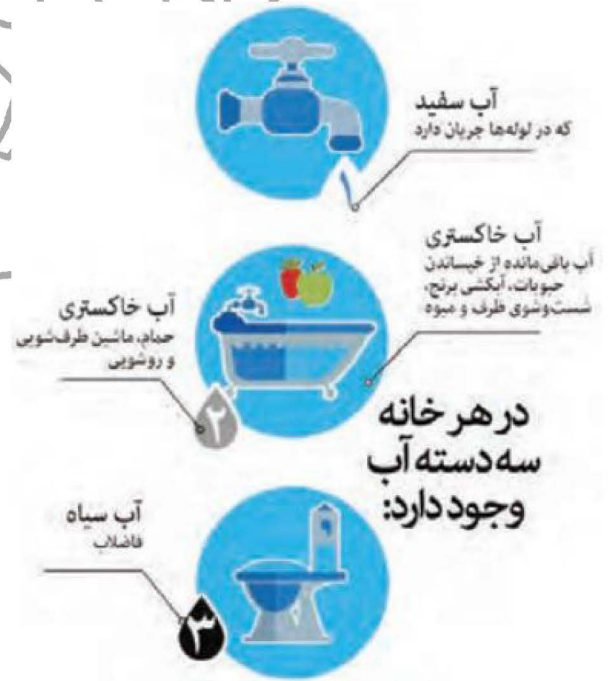 آب سفید
که در لوله‌ها جریان دارد
۱
آب خاکستری
آب باقی‌مانده از خیساندن
حبوبات، آبکشی برنج،
شست‌وشوی ظرف و میوه
آب خاکستری
حمام، ماشین ظرف‌شویی
و روشویی
۲
در هر خانه
سه دسته آب
وجود دارد:
آب سیاه
فاضلاب
۳